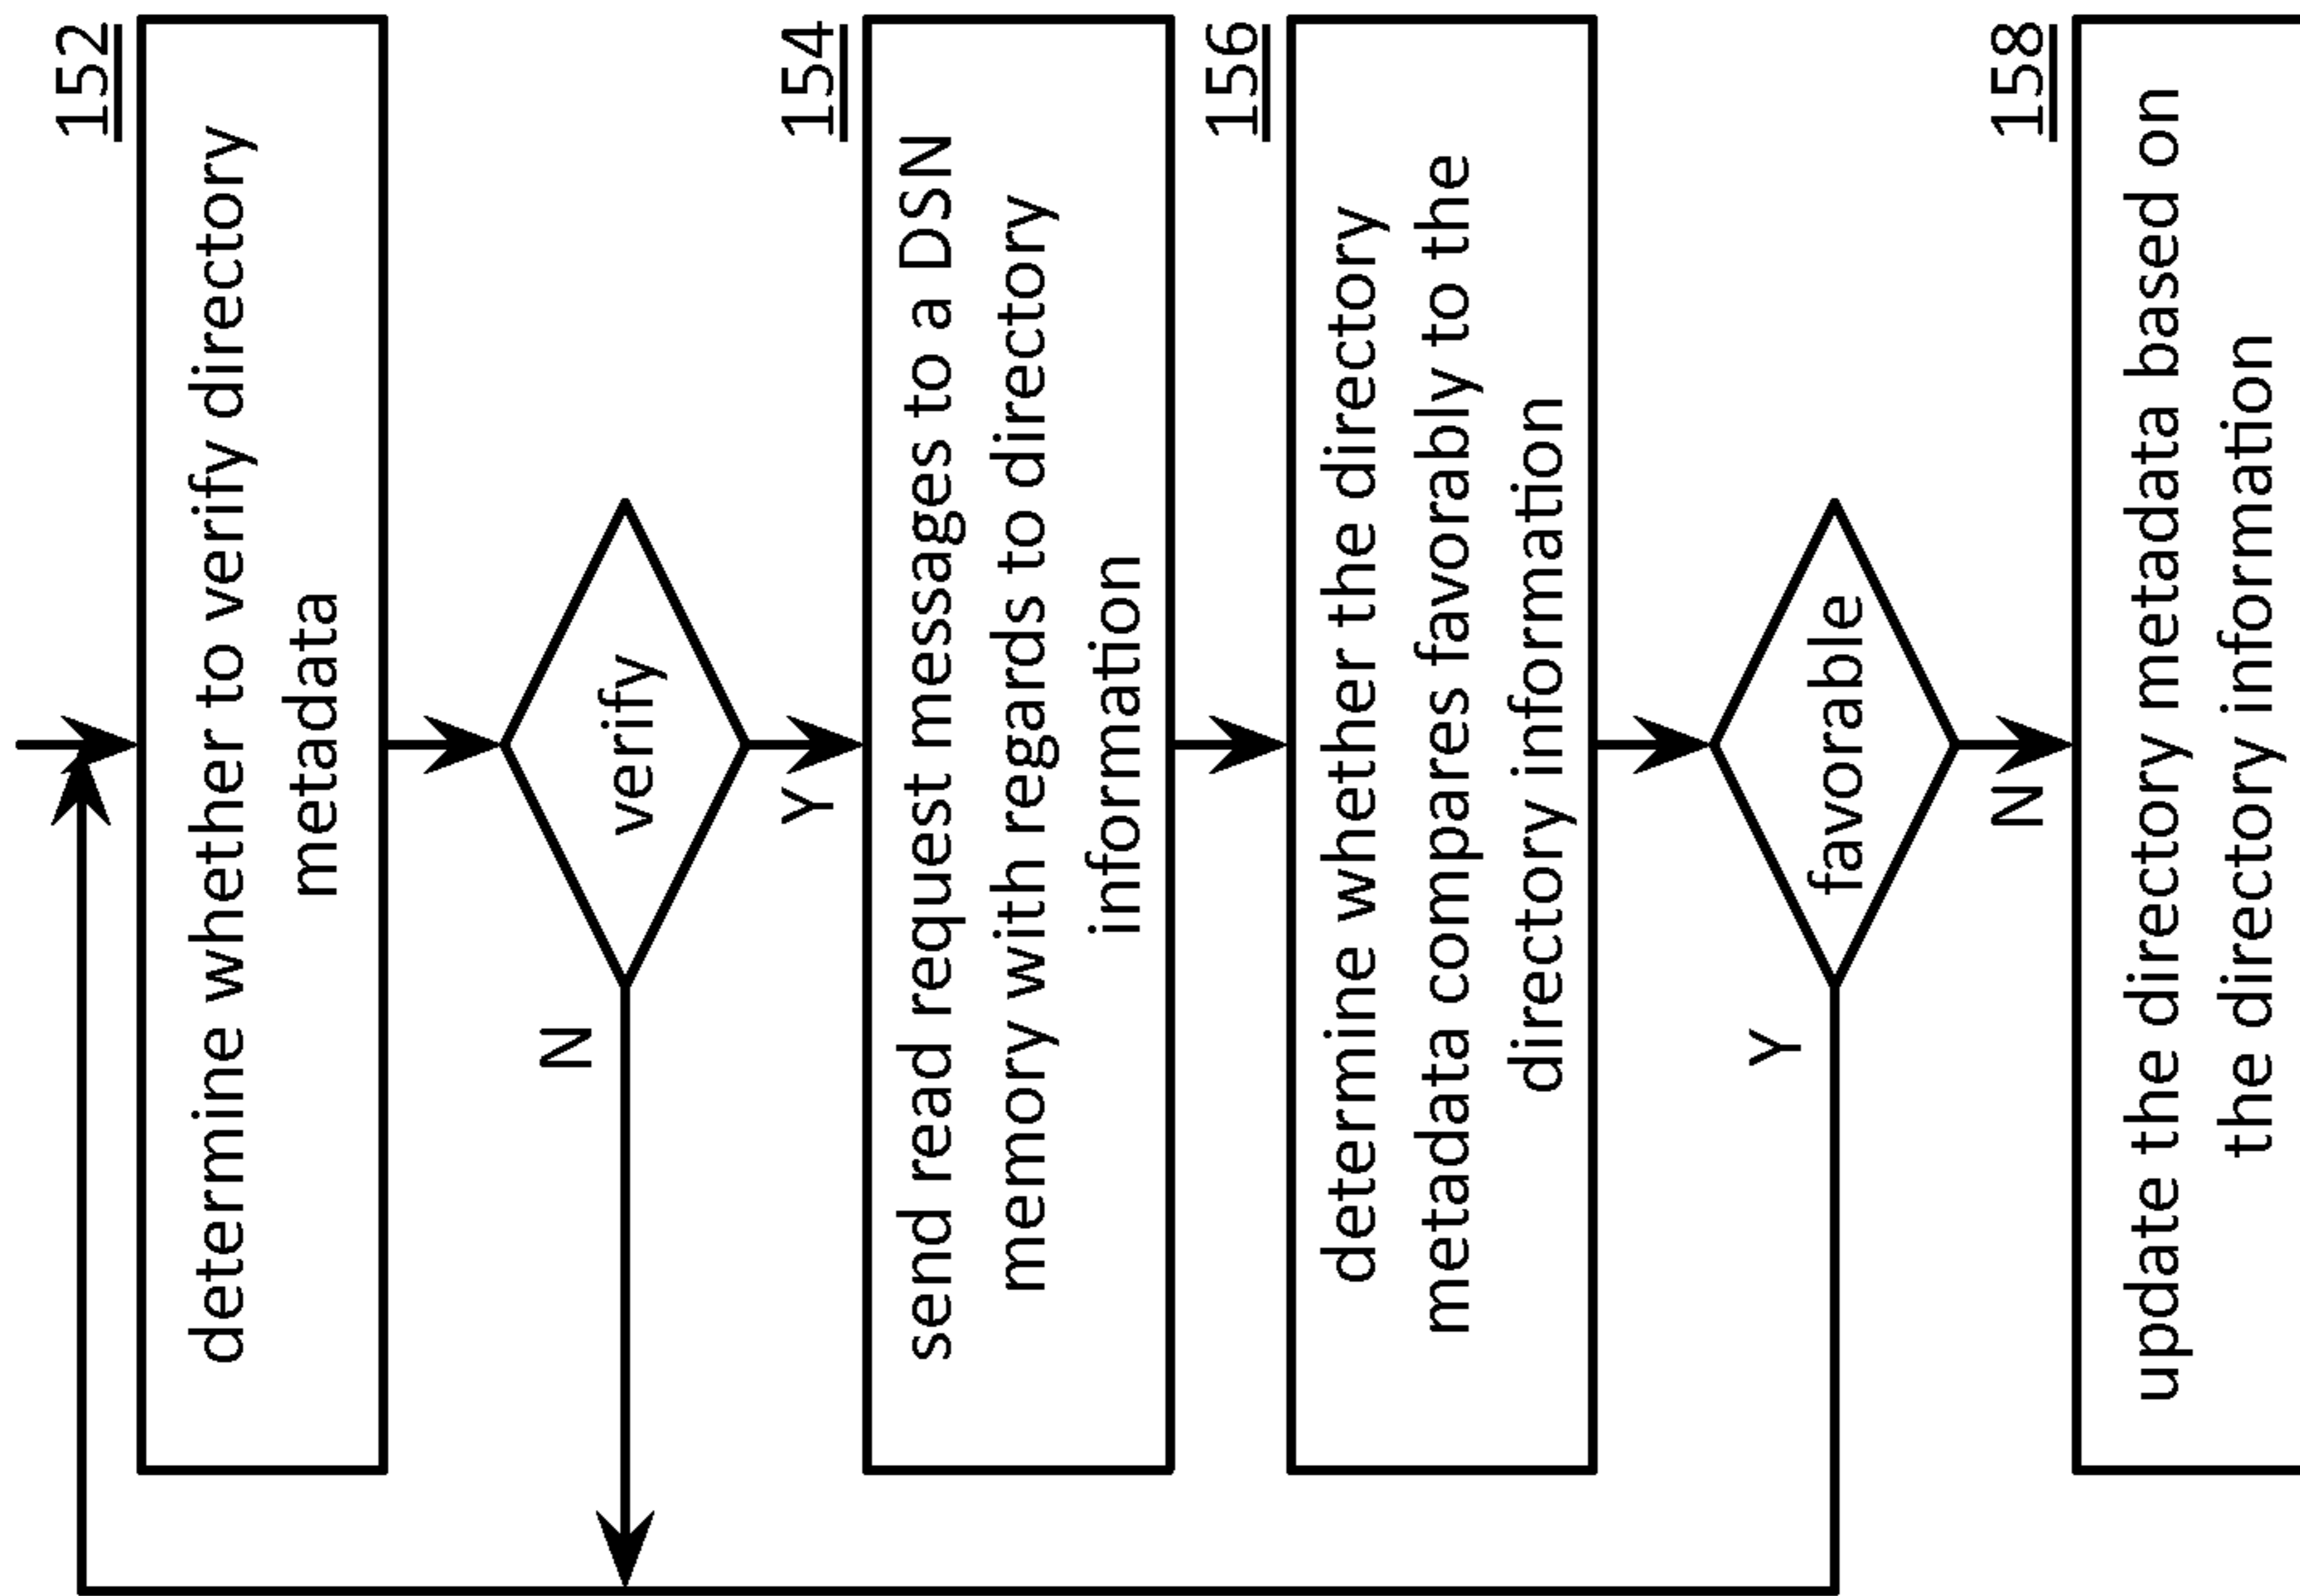 152
determine whether to verify directory
metadata
verify
N
Y
154
send read request messages to a DSN
memory with regards to directory
information
156
determine whether the directory
metadata compares favorably to the
directory information
favorable
Y
N
158
update the directory metadata based on
the directory information